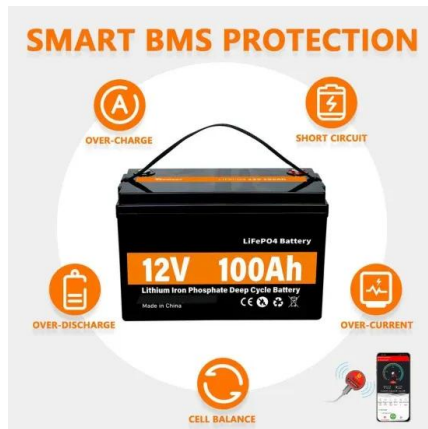 SMART BMS PROTECTION
A
OVER-CHARGE
SHORT CIRCUIT
LiFePO4 Battery
12V 100Ah
Lithium Iron Phosphate Deep Cycle Battery
Made in China
CE
OVER-DISCHARGE
OVER-CURRENT
CELL BALANCE